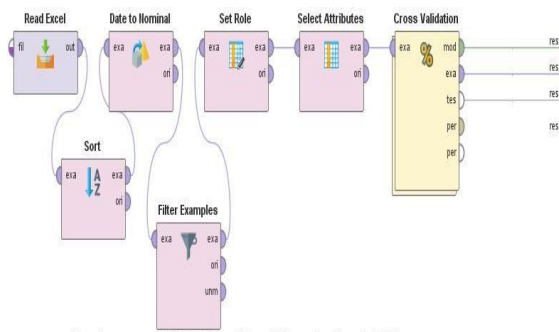 Read Excel
fil out
Date to Nominal
exa exa
ori
Set Role
exa exa
ori
Select Attributes
exa exa
ori
Cross Validation
exa mod
exa
tes
per
per
res
res
res
res
Sort
exa exa
ori
A
Z
Filter Examples
exa exa
ori
unm